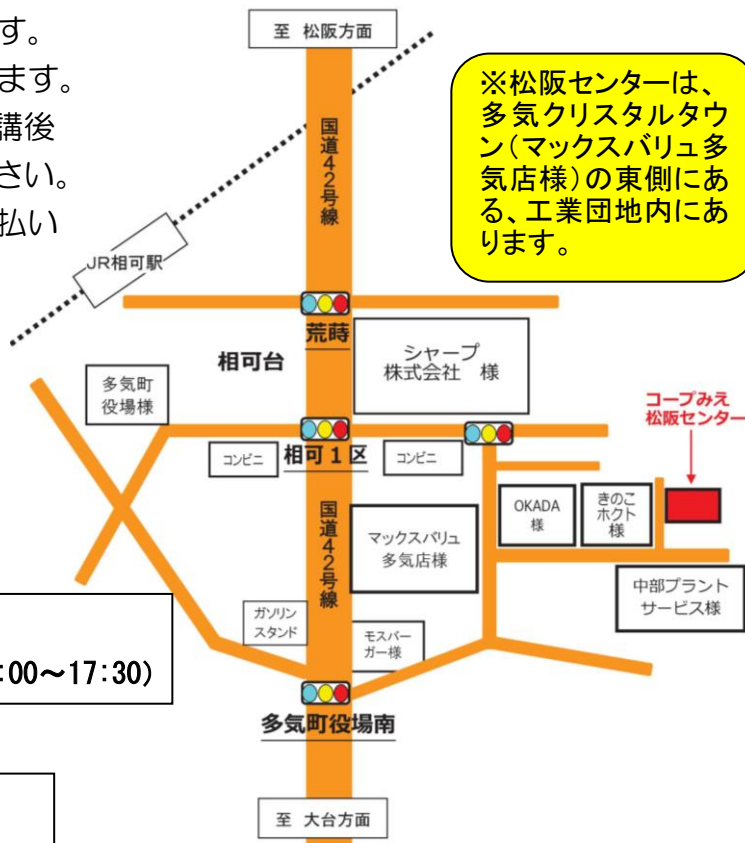 す。
ます。
講後
さい。
払い
至 松阪方面
※松阪センターは、
多気クリスタルタウ
ン(マックスバリュ多
気店様)の東側にあ
る、工業団地内にあ
ります。
国道42号線
JR相可駅
荒蒔
相可台
シャープ
株式会社 様
多気町
役場様
コープみえ
松阪センター
コンビニ
相可1区
コンビニ
OKADA
様
きのこ
ホクト
様
国道42号線
マックスバリュ
多気店様
中部プラント
サービス様
ガソリン
スタンド
モスバー
ガー様
:00~17:30)
多気町役場南
至 大台方面